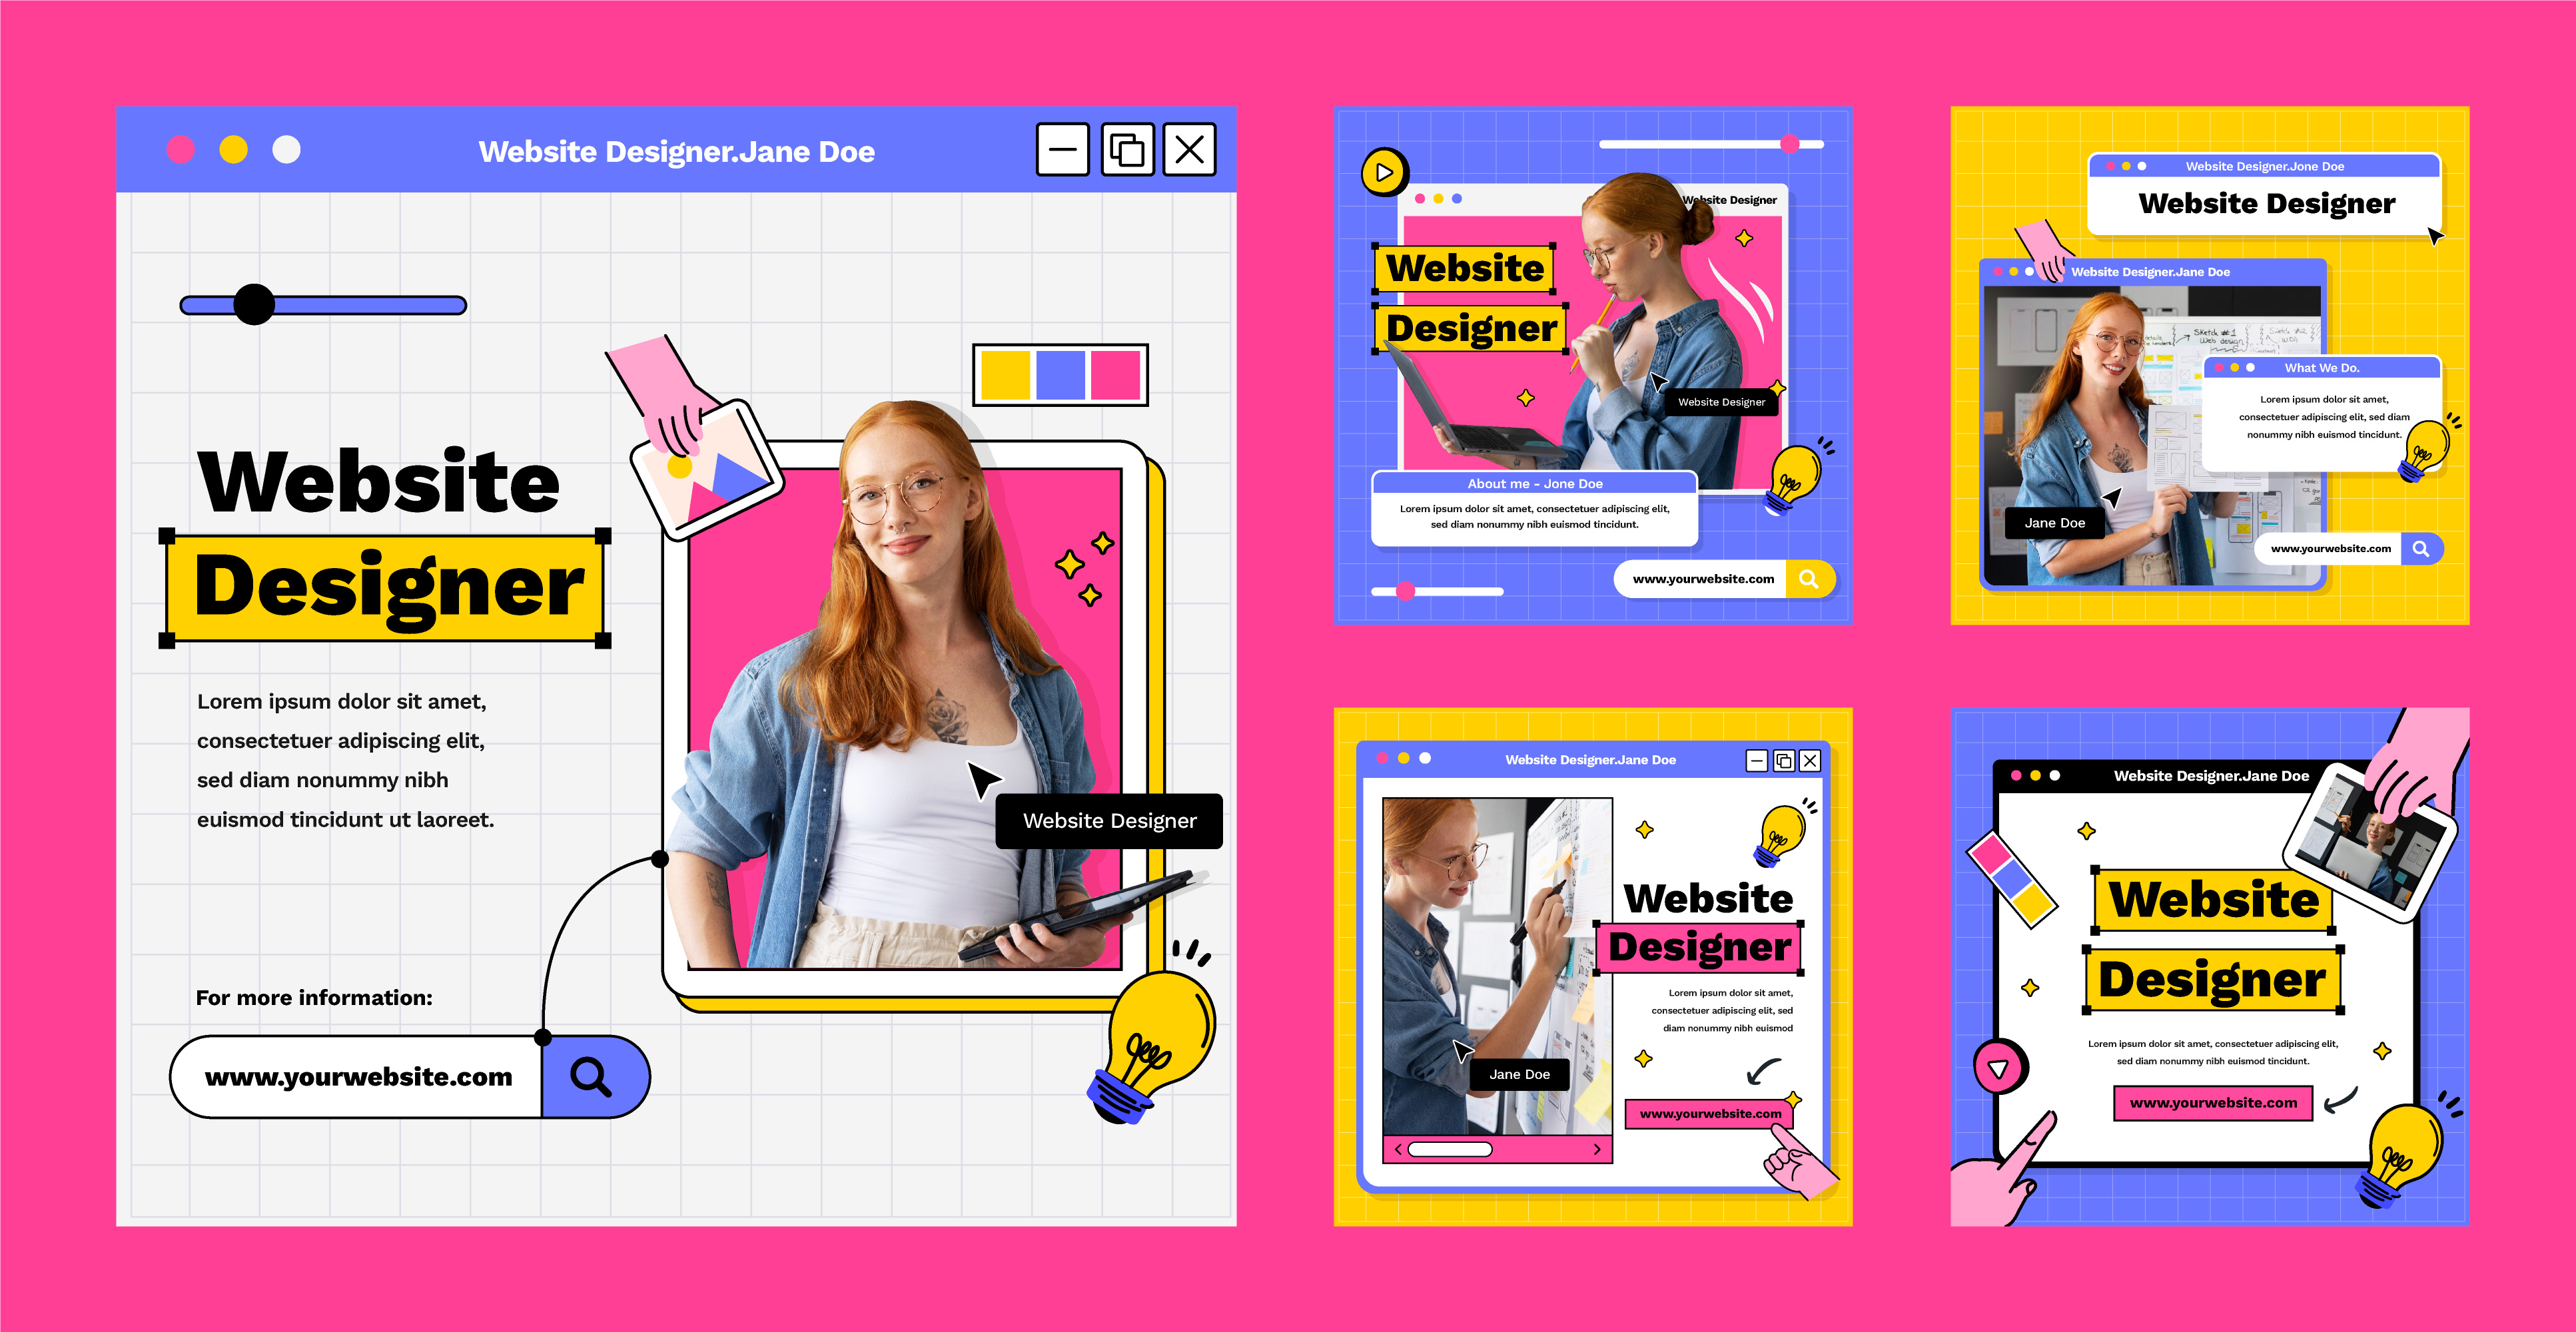 Website Designer.Jane Doe
Website
Designer
Lorem ipsum dolor sit amet,
consectetuer adipiscing elit,
sed diam nonummy nibh
euismod tincidunt ut laoreet.
Website Designer
For more information:
www.yourwebsite.com
Website Designer
Website
Designer
Website Designer
About me - Jone Doe
Lorem ipsum dolor sit amet, consectetuer adipiscing elit,
sed diam nonummy nibh euismod tincidunt.
www.yourwebsite.com
Website Designer.Jone Doe
Website Designer
Website Designer.Jane Doe
Sketch #1
Web design
Sketch #2
What We Do.
Lorem ipsum dolor sit amet,
consectetuer adipiscing elit, sed diam
nonummy nibh euismod tincidunt.
Jane Doe
www.yourwebsite.com
Website Designer.Jane Doe
Website
Designer
Lorem ipsum dolor sit amet,
consectetuer adipiscing elit, sed
diam nonummy nibh euismod
Jane Doe
www.yourwebsite.com
Website Designer.Jane Doe
Website
Designer
Lorem ipsum dolor sit amet, consectetuer adipiscing elit,
sed diam nonummy nibh euismod tincidunt.
www.yourwebsite.com